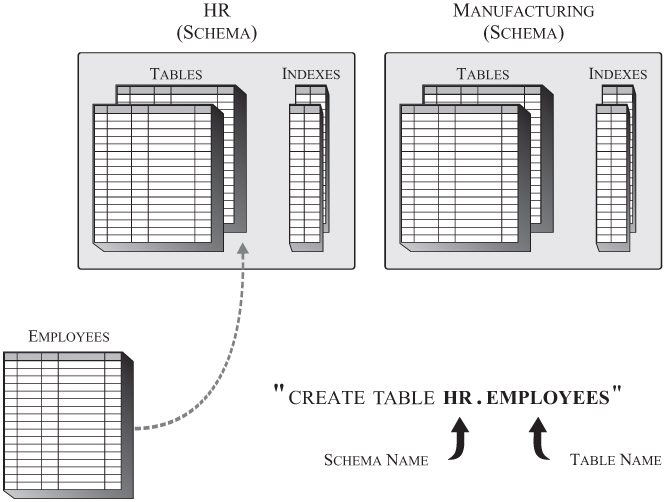 HR
(SCHEMA)
MANUFACTURING
(SCHEMA)
TABLES
INDEXES
TABLES
INDEXES
EMPLOYEES
"CREATE TABLE HR.EMPLOYEES"
SCHEMA NAME
TABLE NAME